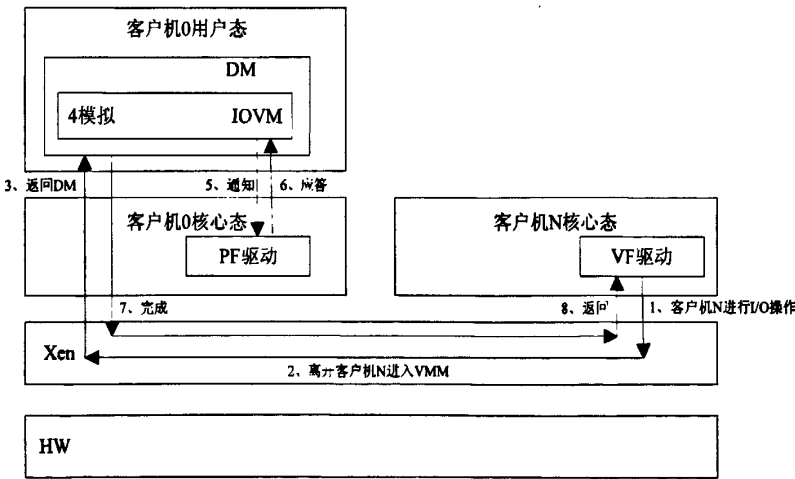 客户机0用户态
DM
4模拟 IOVM
3、返回DM 5、通知 6、应答
客户机0核心态 客户机N核心态
PF驱动 VF驱动
7、完成 8、返回 1、客户机N进行I/O操作
Xen
2、离开客户机N进入VMM
HW